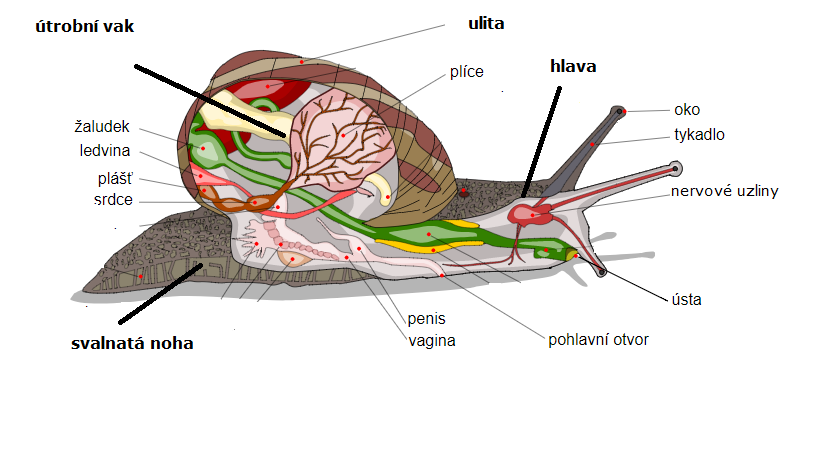 útrobní vak
ulita
plíce
hlava
žaludek
ledvina
plášť
srdce
oko
tykadlo
nervové uzliny
ústa
svalnatá noha
penis
vagina
pohlavní otvor